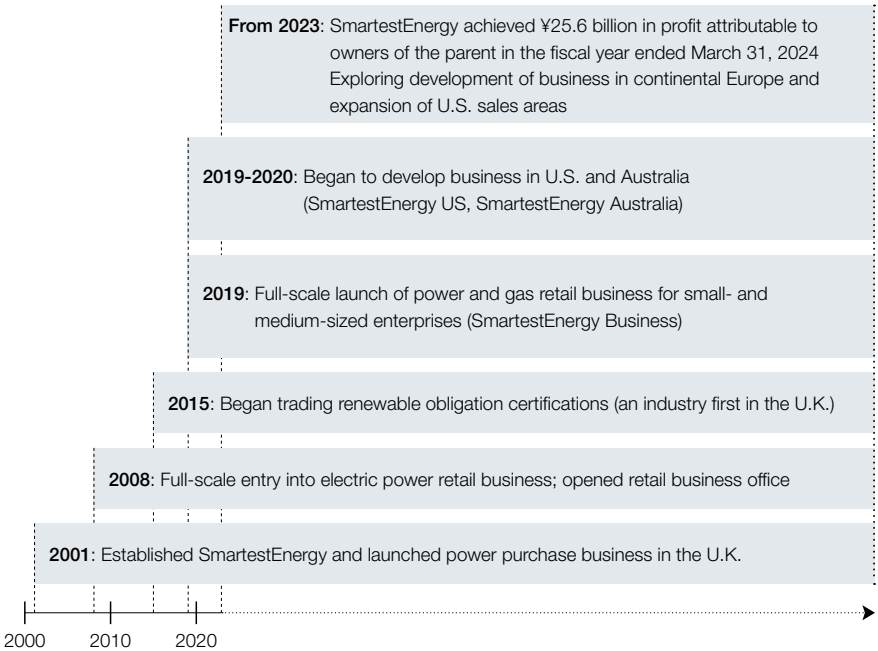 From 2023: SmartestEnergy achieved ¥25.6 billion in profit attributable to
owners of the parent in the fiscal year ended March 31, 2024
Exploring development of business in continental Europe and
expansion of U.S. sales areas
2019-2020: Began to develop business in U.S. and Australia
(SmartestEnergy US, SmartestEnergy Australia)
2019: Full-scale launch of power and gas retail business for small- and
medium-sized enterprises (SmartestEnergy Business)
2015: Began trading renewable obligation certifications (an industry first in the U.K.)
2008: Full-scale entry into electric power retail business; opened retail business office
2001: Established SmartestEnergy and launched power purchase business in the U.K.
2000 2010 2020